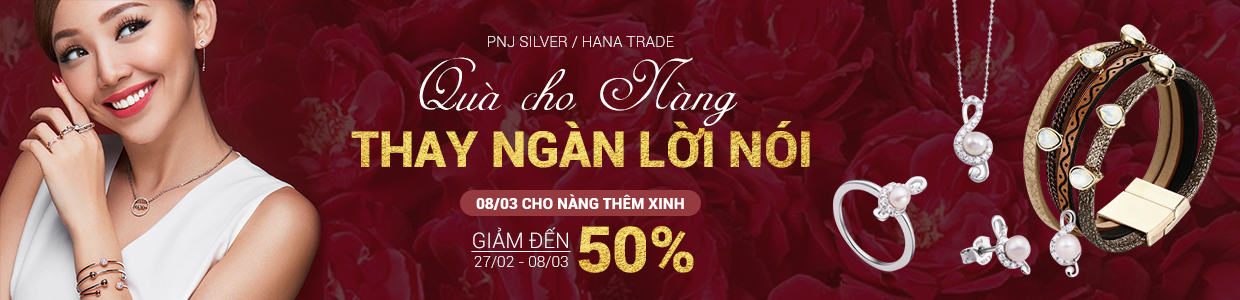 PNJ SILVER / HANA TRADE
Quà cho Nàng
THAY NGÀN LỜI NÓI
08/03 CHO NÀNG THÊM XINH
GIẢM ĐẾN 50%
27/02 - 08/03